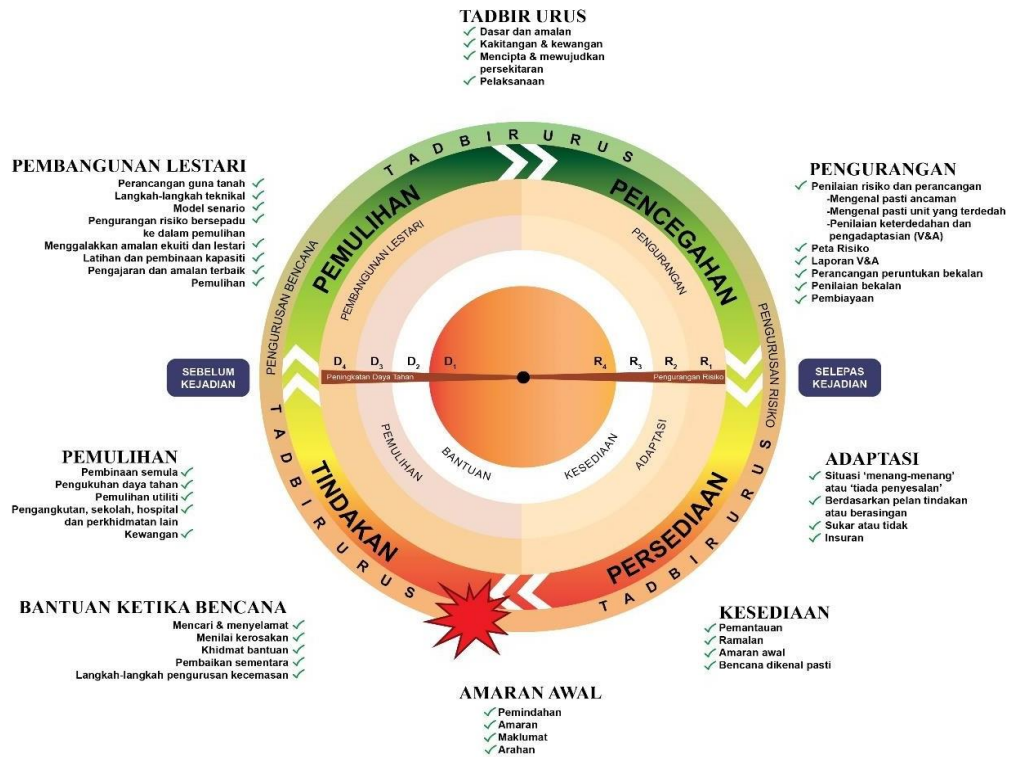 TADBIR URUS
Dasar dan amalan
Kakitangan & kewangan
Mencipta & mewujudkan
persekitaran
Pelaksanaan
PEMBANGUNAN LESTARI
Perancangan guna tanah
Langkah-langkah teknikal
Model senario
Pengurangan risiko bersepadu
ke dalam pemulihan
Menggalakkan amalan ekuiti dan lestari
Latihan dan pembinaan kapasiti
Pengajaran dan amalan terbaik
Pemulihan
PENGURANGAN
Penilaian risiko dan perancangan
-Mengenal pasti ancaman
-Mengenal pasti unit yang terdedah
-Penilaian keterdedahan dan
pengadaptasian (V&A)
Peta Risiko
Laporan V&A
Perancangan peruntukan bekalan
Penilaian bekalan
Pembiayaan
TADBIR URUS
PEMULIHAN
PENCEGAHAN
PENGURUSAN BENCANA
PEMBANGUNAN LESTARI
PENGURANGAN
PENGURUSAN RISIKO
SEBELUM
KEJADIAN
D4 D3 D2 D1 R4 R3 R2 R1
Peningkatan Daya Tahan
Pengurangan Risiko
SELEPAS
KEJADIAN
TADBIR URUS
TINDAKAN
PEMULIHAN
BANTUAN
KESEDIAAN
ADAPTASI
PERSEDIAAN
TADBIR URUS
PEMULIHAN
Pembinaan semula
Pengukuhan daya tahan
Pemulihan utiliti
Pengangkutan, sekolah, hospital
dan perkhidmatan lain
Kewangan
ADAPTASI
Situasi ‘menang-menang’
atau ‘tiada penyesalan’
Berdasarkan pelan tindakan
atau berasingan
Sukar atau tidak
Insuran
BANTUAN KETIKA BENCANA
Mencari & menyelamat
Menilai kerosakan
Khidmat bantuan
Pembaikan sementara
Langkah-langkah pengurusan kecemasan
KESEDIAAN
Pemantauan
Ramalan
Amaran awal
Bencana dikenal pasti
AMARAN AWAL
Pemindahan
Amaran
Maklumat
Arahan